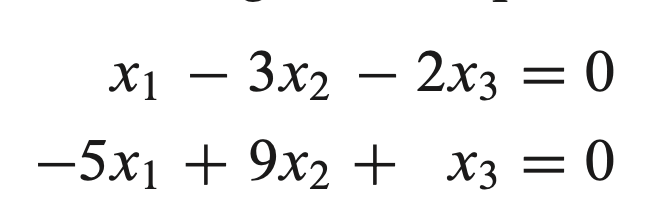 x₁ − 3x₂ − 2x₃ = 0
−5x₁ + 9x₂ + x₃ = 0